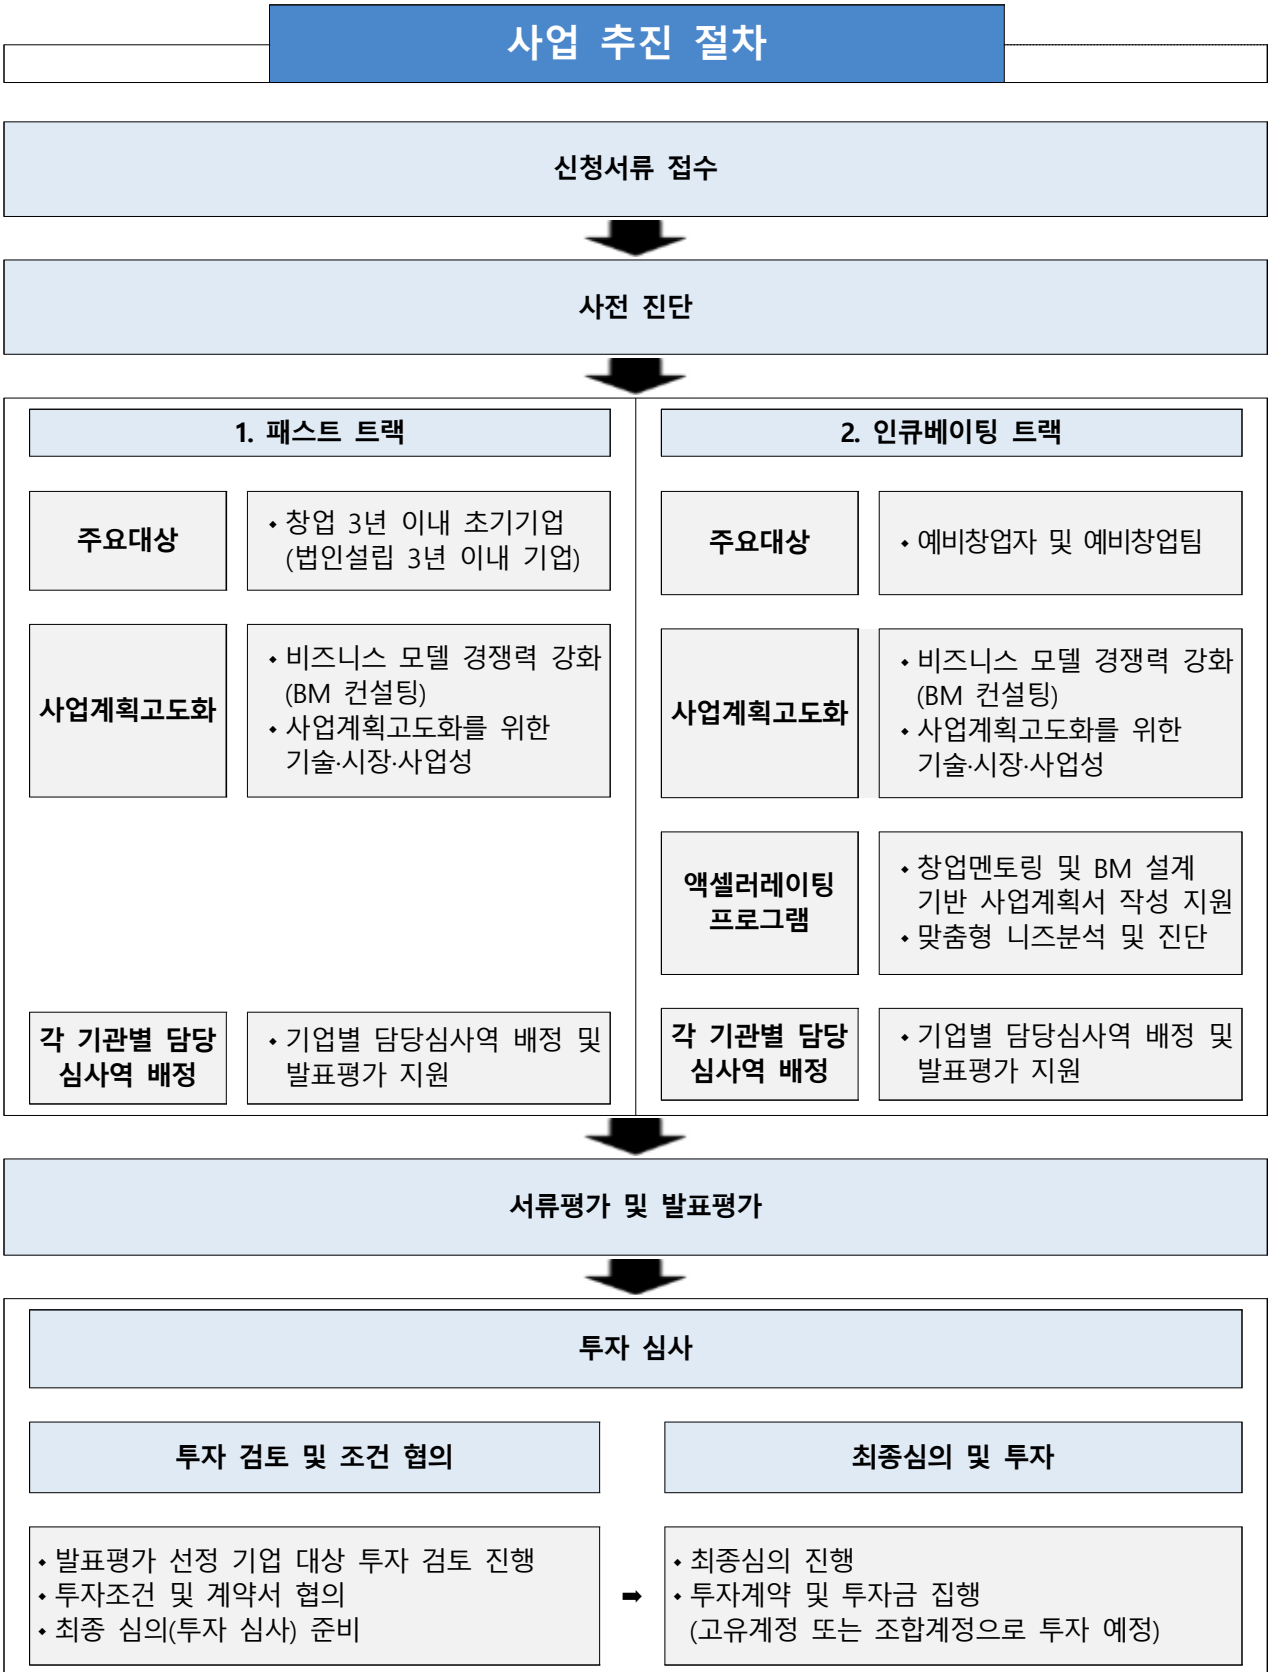 사업 추진 절차
신청서류 접수
사전 진단
1. 패스트 트랙
주요대상
⬩창업 3년 이내 초기기업
(법인설립 3년 이내 기업)
사업계획고도화
⬩비즈니스 모델 경쟁력 강화
(BM 컨설팅)
⬩사업계획고도화를 위한
기술·시장·사업성
각 기관별 담당
심사역 배정
⬩기업별 담당심사역 배정 및
발표평가 지원
2. 인큐베이팅 트랙
주요대상
⬩예비창업자 및 예비창업팀
사업계획고도화
⬩비즈니스 모델 경쟁력 강화
(BM 컨설팅)
⬩사업계획고도화를 위한
기술·시장·사업성
액셀러레이팅
프로그램
⬩창업멘토링 및 BM 설계
기반 사업계획서 작성 지원
⬩맞춤형 니즈분석 및 진단
각 기관별 담당
심사역 배정
⬩기업별 담당심사역 배정 및
발표평가 지원
서류평가 및 발표평가
투자 심사
투자 검토 및 조건 협의
⬩발표평가 선정 기업 대상 투자 검토 진행
⬩투자조건 및 계약서 협의
⬩최종 심의(투자 심사) 준비
➡
최종심의 및 투자
⬩최종심의 진행
⬩투자계약 및 투자금 집행
(고유계정 또는 조합계정으로 투자 예정)